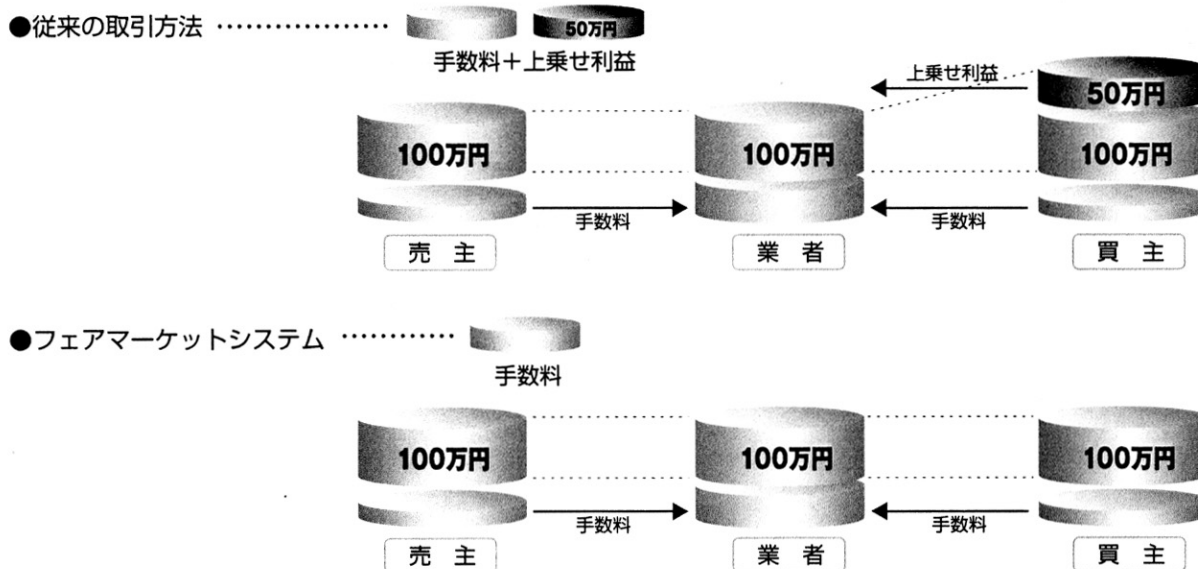 ●従来の取引方法 ………………
50万円
手数料+上乗せ利益
上乗せ利益
50万円
100万円
100万円
100万円
手数料
手数料
売 主
業 者
買 主
●フェアマーケットシステム …………
手数料
100万円
100万円
100万円
手数料
手数料
売 主
業 者
買 主